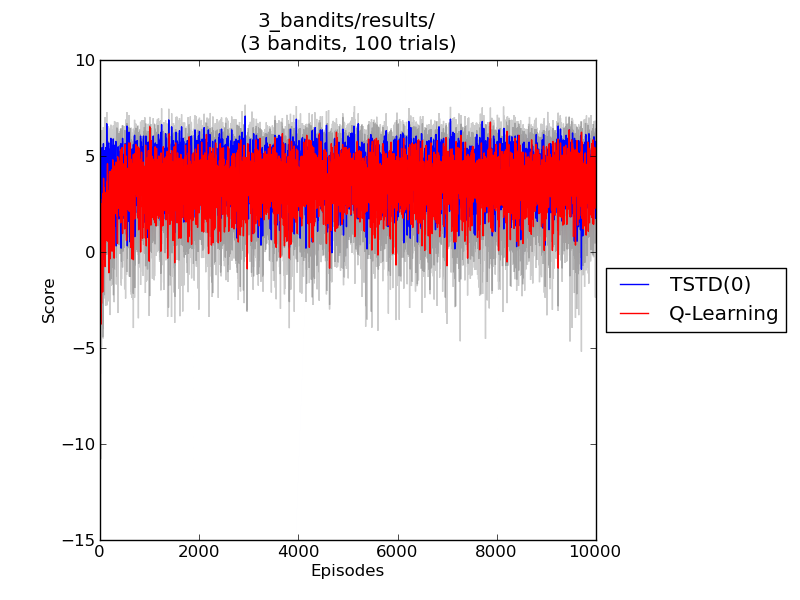 3_bandits/results/
(3 bandits, 100 trials)
10
5
0
−5
−10
−15
Score
0 2000 4000 6000 8000 10000
Episodes
TSTD(0)
Q-Learning